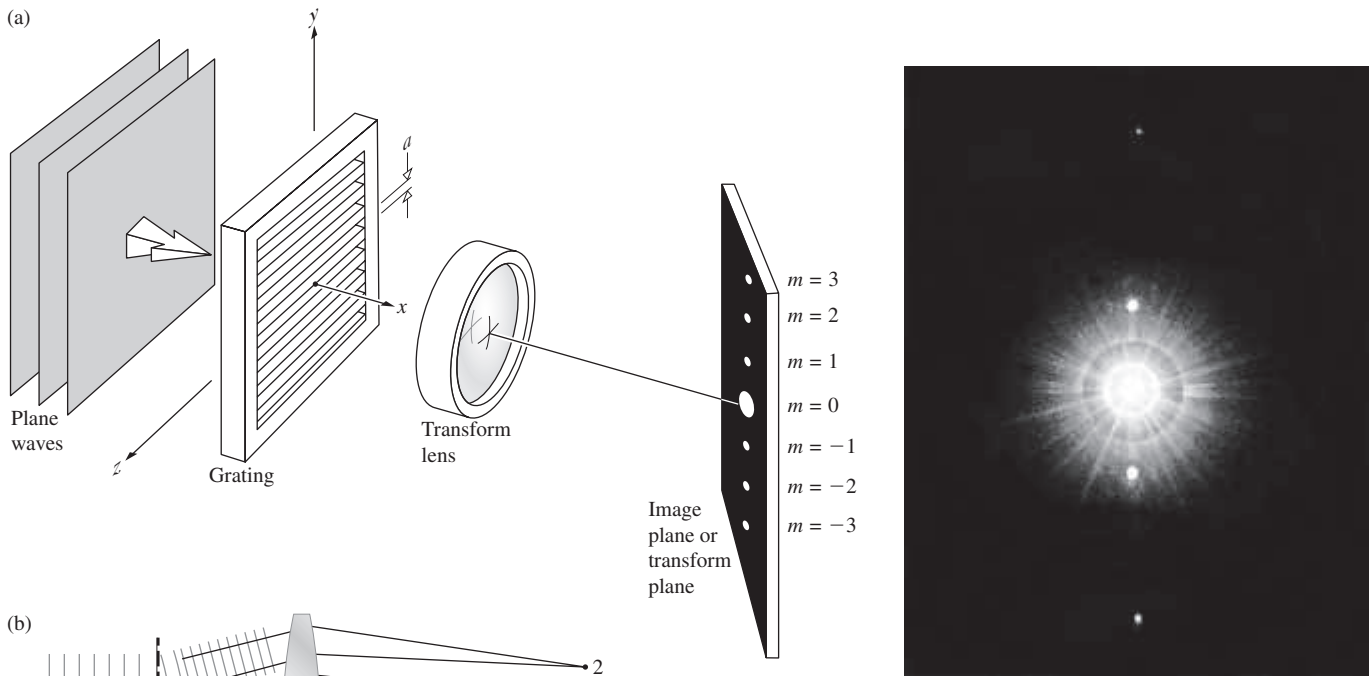 (a)
y
a
x
z
Plane
waves
Grating
Transform
lens
Image
plane or
transform
plane
m = 3
m = 2
m = 1
m = 0
m = −1
m = −2
m = −3
(b)
2